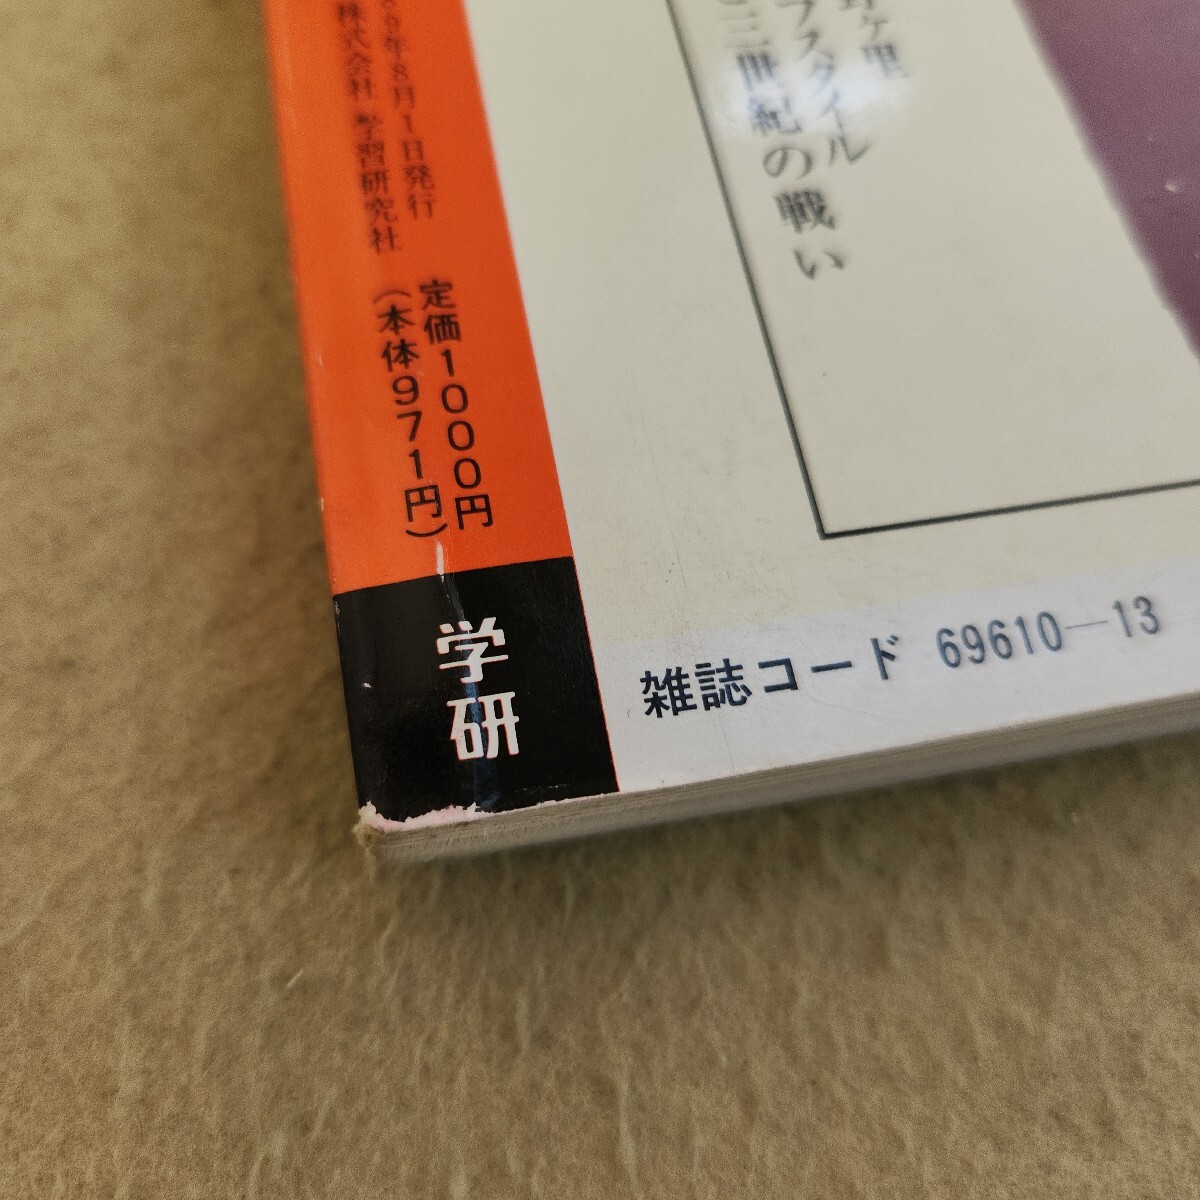 ヶ里
フスタイル
三世紀の戦い
年8月1日発行
株式会社 学習研究社
定価1000円
（本体971円）
学研
雑誌コード 69610-13